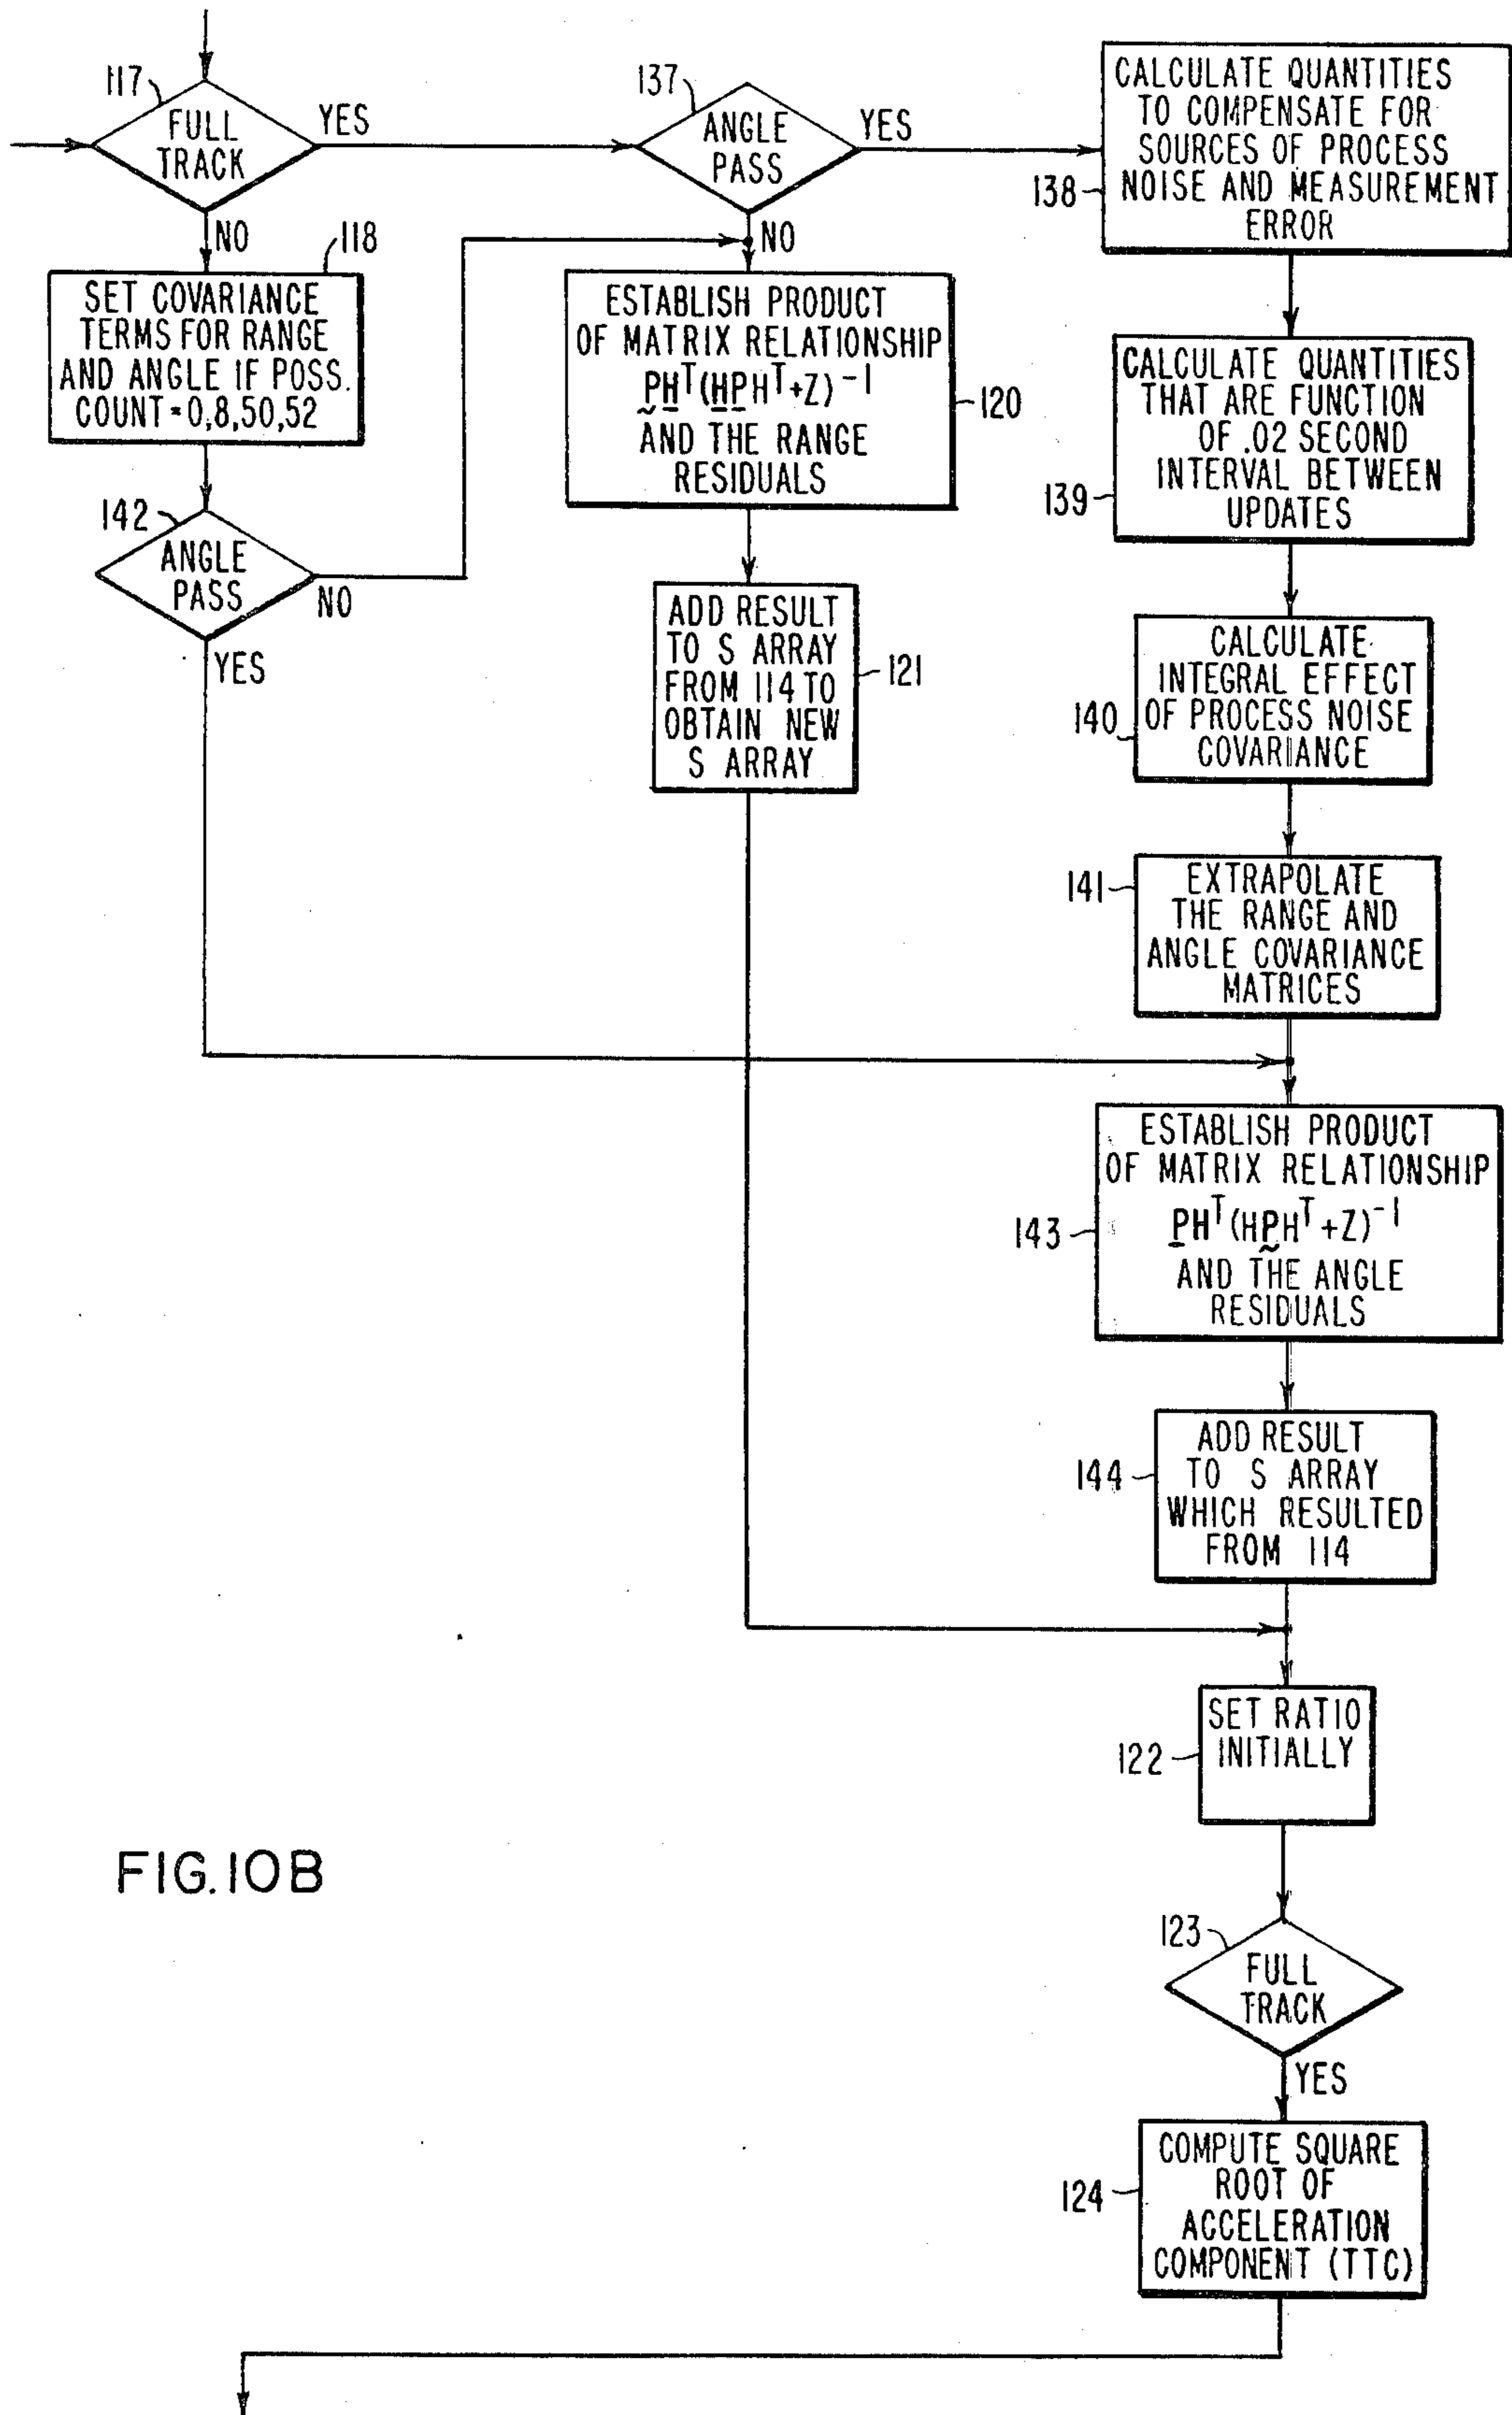 117
FULL
TRACK
YES
NO
137
ANGLE
PASS
YES
NO
CALCULATE QUANTITIES
TO COMPENSATE FOR
SOURCES OF PROCESS
NOISE AND MEASUREMENT
ERROR
138
118
SET COVARIANCE
TERMS FOR RANGE
AND ANGLE IF POSS.
COUNT=0,8,50,52
ESTABLISH PRODUCT
OF MATRIX RELATIONSHIP
PHᵀ(HPHᵀ+Z)⁻¹
AND THE RANGE
RESIDUALS
120
CALCULATE QUANTITIES
THAT ARE FUNCTION
OF .02 SECOND
INTERVAL BETWEEN
UPDATES
139
142
ANGLE
PASS
NO
YES
ADD RESULT
TO S ARRAY
FROM 114 TO
OBTAIN NEW
S ARRAY
121
CALCULATE
INTEGRAL EFFECT
OF PROCESS NOISE
COVARIANCE
140
141
EXTRAPOLATE
THE RANGE AND
ANGLE COVARIANCE
MATRICES
ESTABLISH PRODUCT
OF MATRIX RELATIONSHIP
PHᵀ(HPHᵀ+Z)⁻¹
AND THE ANGLE
RESIDUALS
143
ADD RESULT
TO S ARRAY
WHICH RESULTED
FROM 114
144
SET RATIO
INITIALLY
122
FIG.10B
123
FULL
TRACK
YES
COMPUTE SQUARE
ROOT OF
ACCELERATION
COMPONENT (TTC)
124